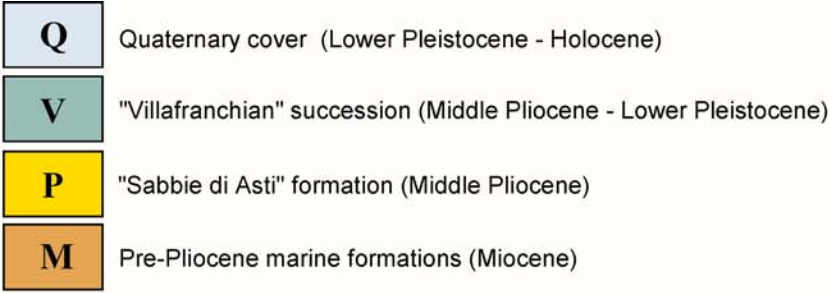 Q Quaternary cover (Lower Pleistocene - Holocene)
V "Villafranchian" succession (Middle Pliocene - Lower Pleistocene)
P "Sabbie di Asti" formation (Middle Pliocene)
M Pre-Pliocene marine formations (Miocene)